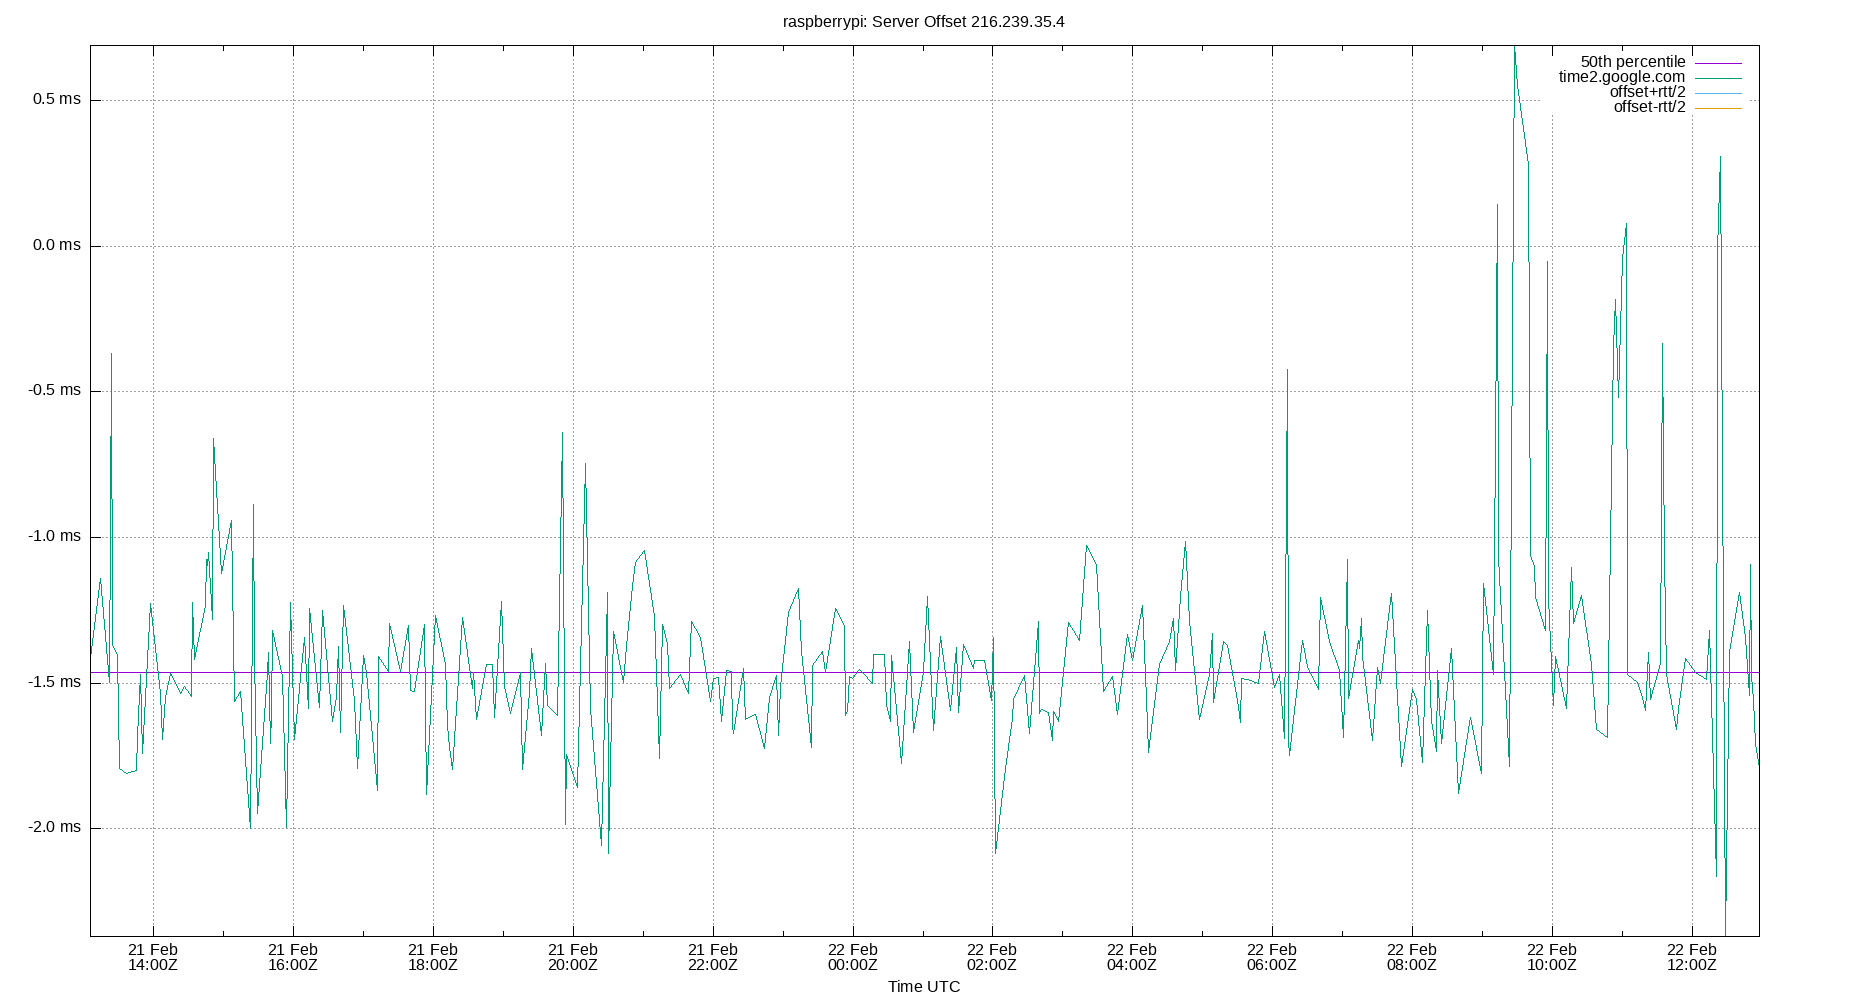 raspberrypi: Server Offset 216.239.35.4
50th percentile
time2.google.com
offset+rtt/2
offset-rtt/2
0.5 ms
0.0 ms
-0.5 ms
-1.0 ms
-1.5 ms
-2.0 ms
21 Feb 21 Feb 21 Feb 21 Feb 21 Feb 22 Feb 22 Feb 22 Feb 22 Feb 22 Feb 22 Feb 22 Feb
14:00Z 16:00Z 18:00Z 20:00Z 22:00Z 00:00Z 02:00Z 04:00Z 06:00Z 08:00Z 10:00Z 12:00Z
Time UTC